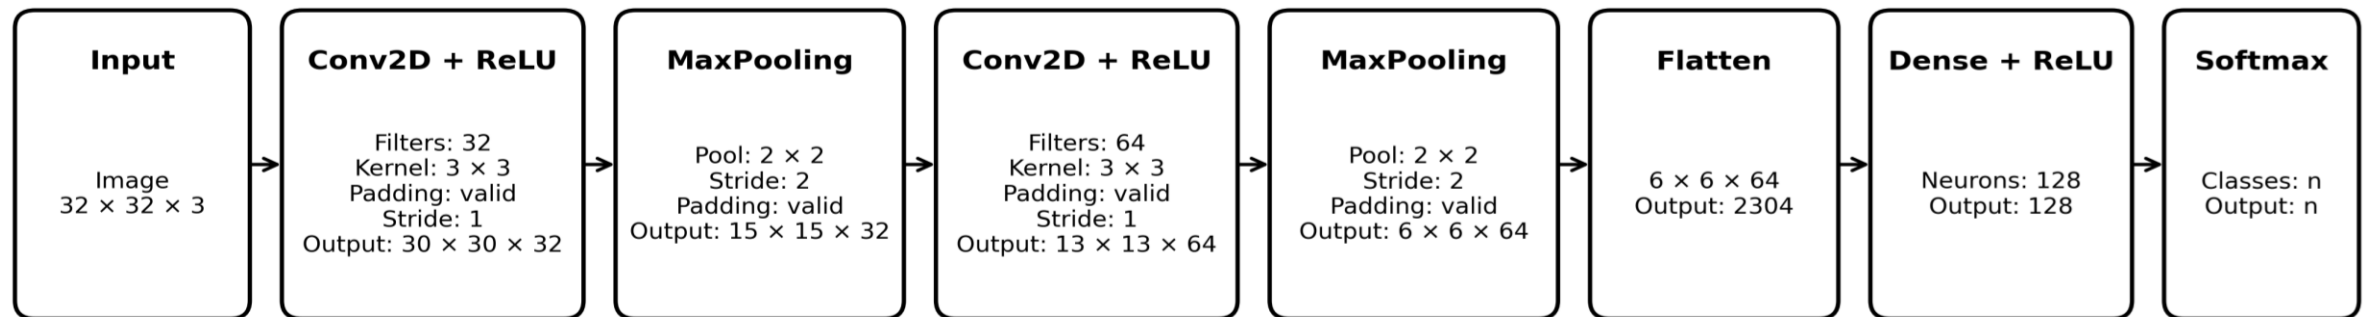 Input
Image
32 × 32 × 3
Conv2D + ReLU
Filters: 32
Kernel: 3 × 3
Padding: valid
Stride: 1
Output: 30 × 30 × 32
MaxPooling
Pool: 2 × 2
Stride: 2
Padding: valid
Output: 15 × 15 × 32
Conv2D + ReLU
Filters: 64
Kernel: 3 × 3
Padding: valid
Stride: 1
Output: 13 × 13 × 64
MaxPooling
Pool: 2 × 2
Stride: 2
Padding: valid
Output: 6 × 6 × 64
Flatten
6 × 6 × 64
Output: 2304
Dense + ReLU
Neurons: 128
Output: 128
Softmax
Classes: n
Output: n